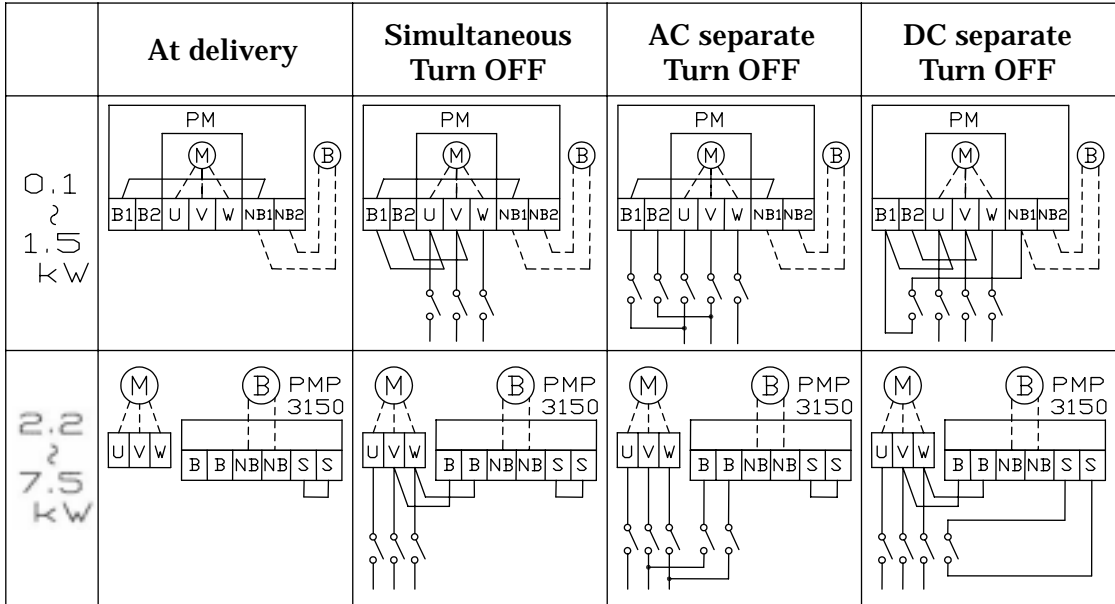 At delivery
Simultaneous
Turn OFF
AC separate
Turn OFF
DC separate
Turn OFF
0.1
~
1.5
kW
PM
M
B
B1 B2 U V W NB1 NB2
PM
M
B
B1 B2 U V W NB1 NB2
PM
M
B
B1 B2 U V W NB1 NB2
PM
M
B
B1 B2 U V W NB1 NB2
2.2
~
7.5
kW
M
B
PMP
3150
U V W
B B NB NB S S
M
B
PMP
3150
U V W
B B NB NB S S
M
B
PMP
3150
U V W
B B NB NB S S
M
B
PMP
3150
U V W
B B NB NB S S